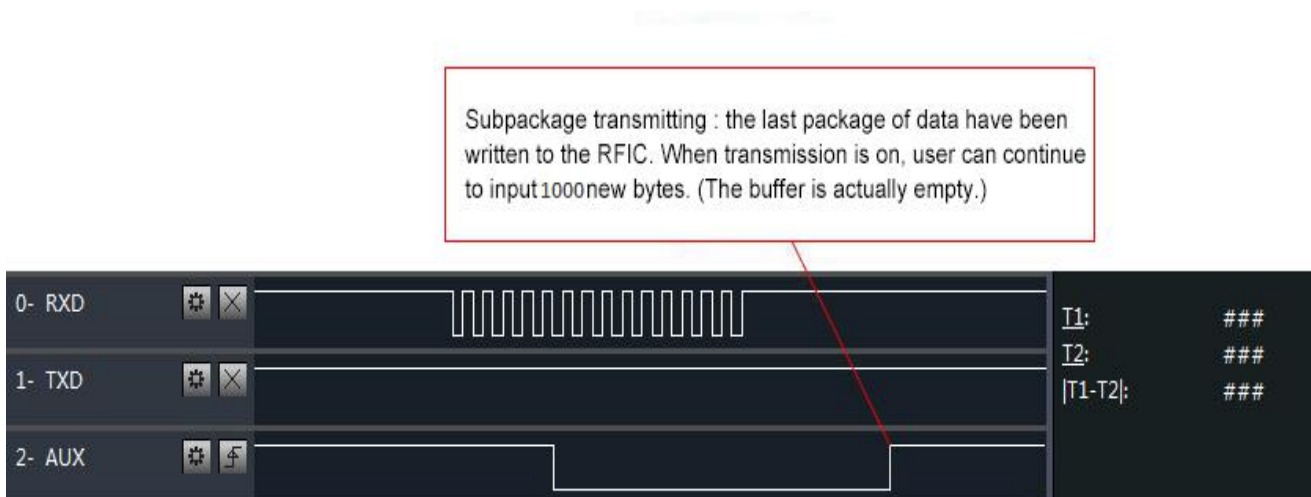 Subpackage transmitting : the last package of data have been
written to the RFIC. When transmission is on, user can continue
to input 1000 new bytes. (The buffer is actually empty.)
0- RXD
1- TXD
2- AUX
T1: ###
T2: ###
|T1-T2|: ###